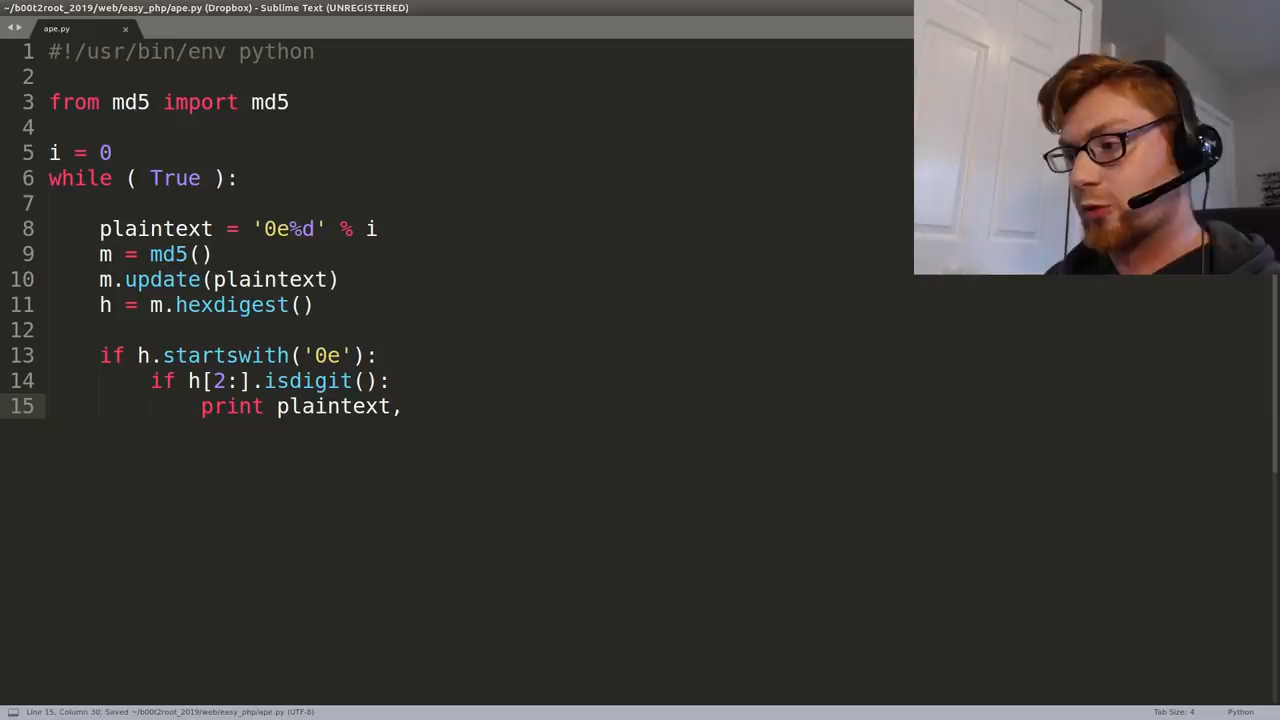 ~/b00t2root_2019/web/easy_php/ape.py (Dropbox) - Sublime Text (UNREGISTERED)
ape.py
1 #!/usr/bin/env python
2
3 from md5 import md5
4
5 i = 0
6 while ( True ):
7
8 plaintext = '0e%d' % i
9 m = md5()
10 m.update(plaintext)
11 h = m.hexdigest()
12
13 if h.startswith('0e'):
14 if h[2:].isdigit():
15 print plaintext,
Line 15, Column 30; Saved ~/b00t2root_2019/web/easy_php/ape.py (UTF-8) Tab Size: 4 Python